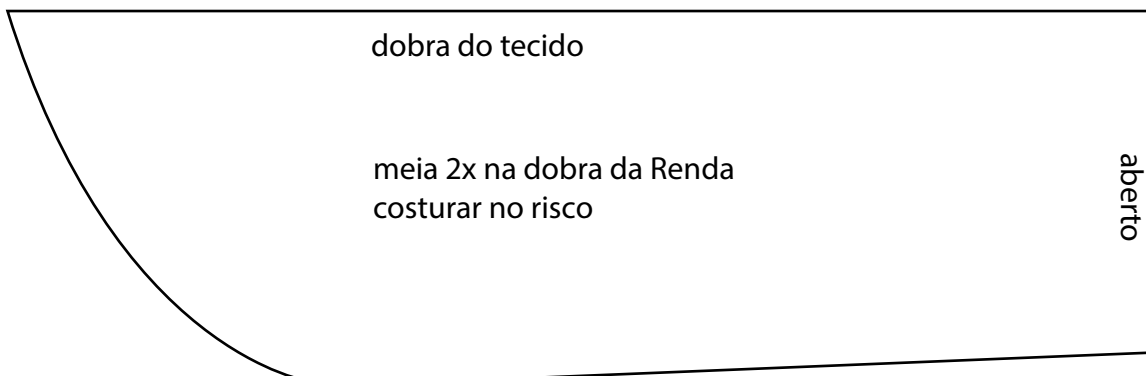 dobra do tecido
meia 2x na dobra da Renda
costurar no risco
aberto